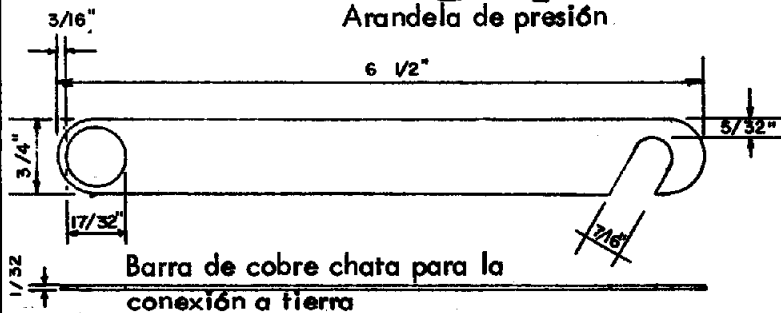 Arandela de presión
3/16"
6 1/2"
3/4"
5/32"
17/32"
7/16"
1/32
Barra de cobre chata para la
conexión a tierra